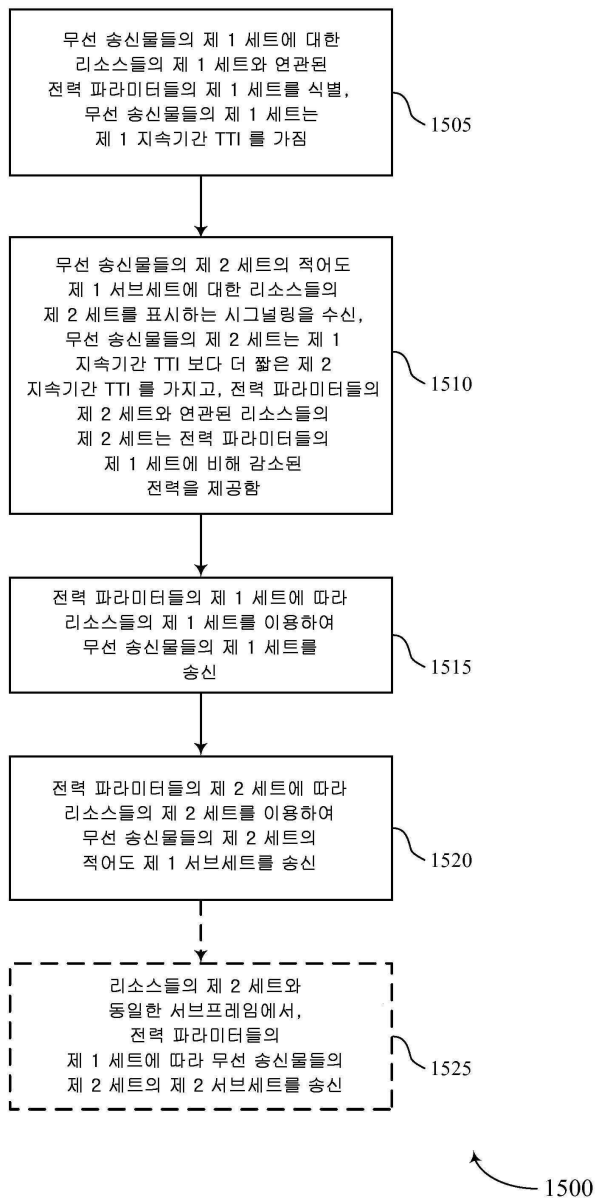 무선 송신물들의 제 1 세트에 대한
리소스들의 제 1 세트와 연관된
전력 파라미터들의 제 1 세트를 식별,
무선 송신물들의 제 1 세트는
제 1 지속기간 TTI 를 가짐
1505
무선 송신물들의 제 2 세트의 적어도
제 1 서브세트에 대한 리소스들의
제 2 세트를 표시하는 시그널링을 수신,
무선 송신물들의 제 2 세트는 제 1
지속기간 TTI 보다 더 짧은 제 2
지속기간 TTI 를 가지고, 전력 파라미터들의
제 2 세트와 연관된 리소스들의
제 2 세트는 전력 파라미터들의
제 1 세트에 비해 감소된
전력을 제공함
1510
전력 파라미터들의 제 1 세트에 따라
리소스들의 제 1 세트를 이용하여
무선 송신물들의 제 1 세트를
송신
1515
전력 파라미터들의 제 2 세트에 따라
리소스들의 제 2 세트를 이용하여
무선 송신물들의 제 2 세트의
적어도 제 1 서브세트를 송신
1520
리소스들의 제 2 세트와
동일한 서브프레임에서,
전력 파라미터들의
제 1 세트에 따라 무선 송신물들의
제 2 세트의 제 2 서브세트를 송신
1525
1500